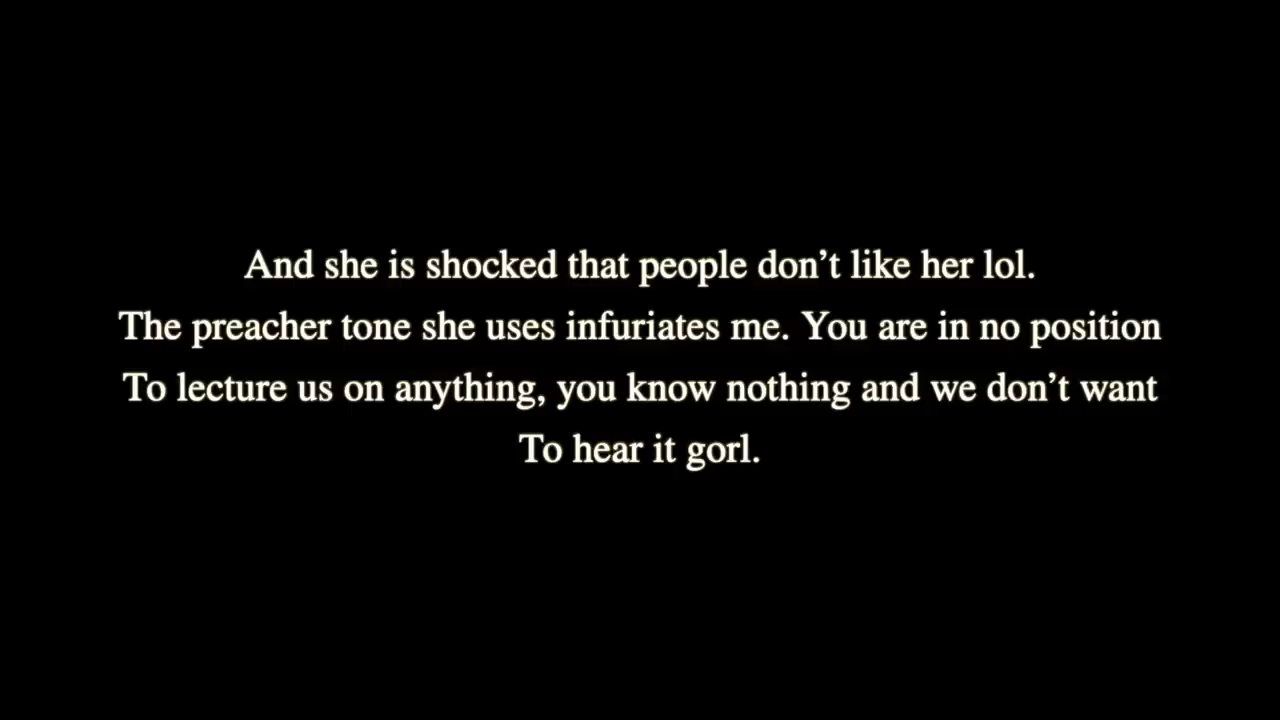 And she is shocked that people don’t like her lol.
The preacher tone she uses infuriates me. You are in no position
To lecture us on anything, you know nothing and we don’t want
To hear it gorl.